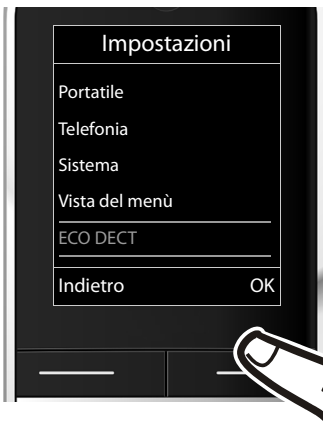 Impostazioni
Portatile
Telefonia
Sistema
Vista del menù
ECO DECT
Indietro OK